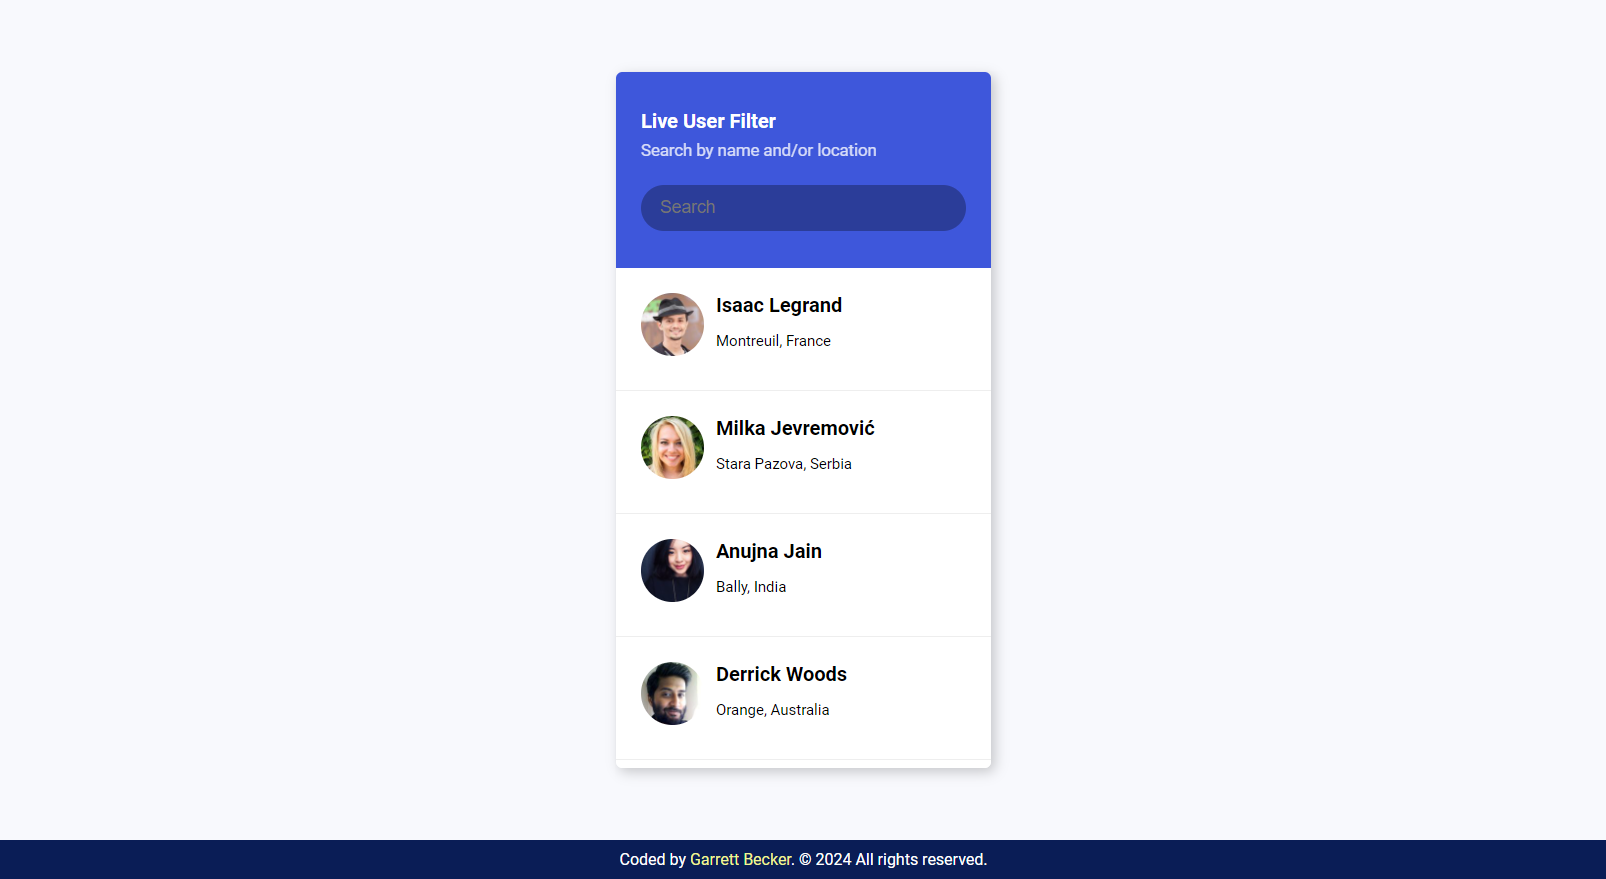 Live User Filter
Search by name and/or location
Search
Isaac Legrand
Montreuil, France
Milka Jevremović
Stara Pazova, Serbia
Anujna Jain
Bally, India
Derrick Woods
Orange, Australia
Coded by Garrett Becker. © 2024 All rights reserved.